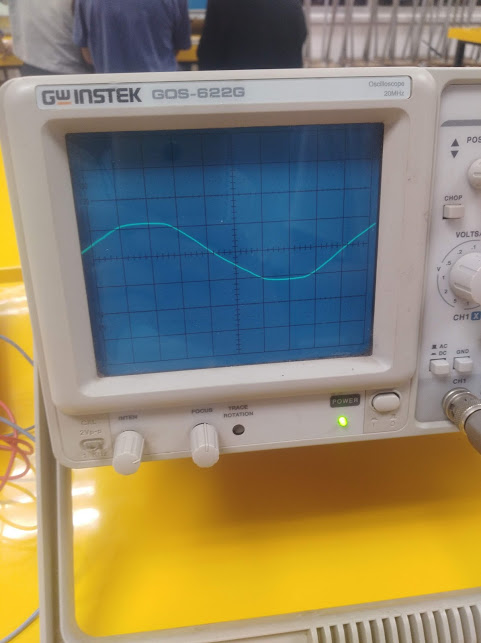 GW INSTEK GOS-622G
Oscilloscope
20MHz
POS
CHOP
VOLTS
CH1 X
AC
DC
GND
CH1
POWER
INTEN
FOCUS
TRACE
ROTATION